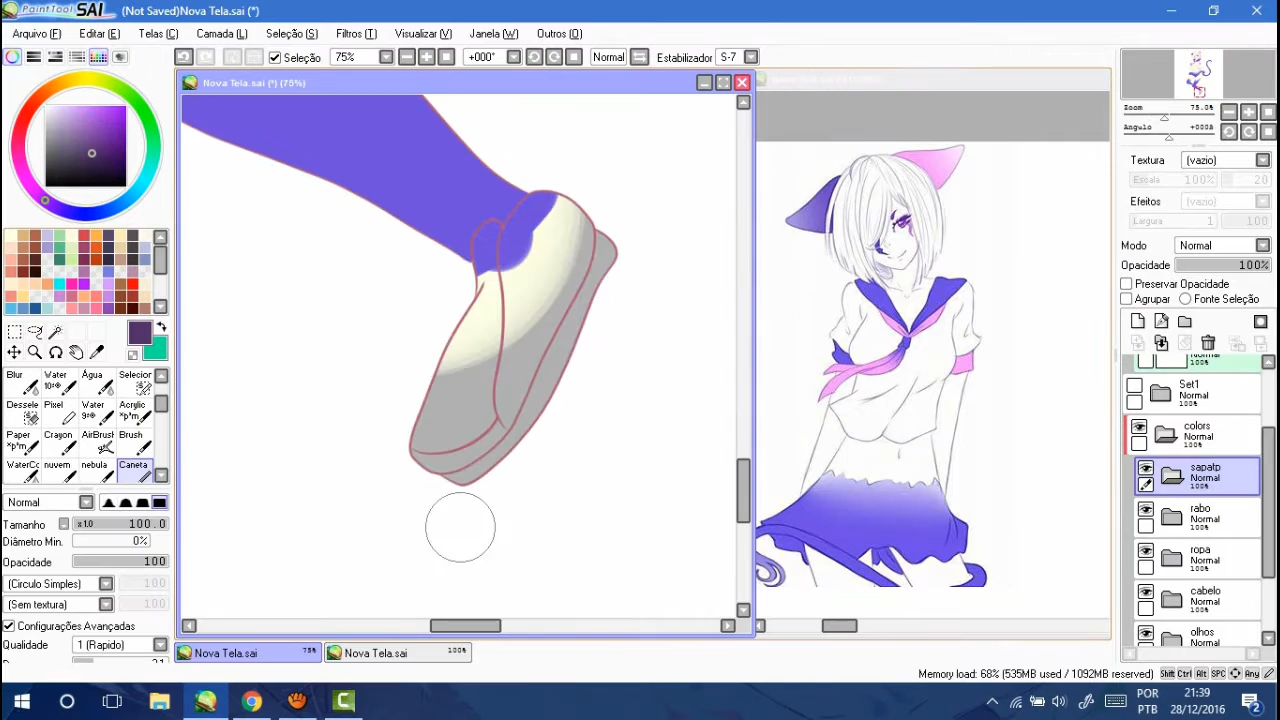 PaintTool SAI (Not Saved)Nova Tela.sai (*)
Arquivo (F) Editar (E) Telas (C) Camada (L) Seleção (S) Filtros (T) Visualizar (V) Janela (W) Outros (O)
Seleção 75% +000° Normal Estabilizador S-7
Nova Tela.sai (*) (75%)
Zoom 75.0%
Angulo +000Δ
Textura (vazio)
Escala 100% 20
Efeitos (vazio)
Largura 1 100
Modo Normal
Opacidade 100%
Preservar Opacidade
Agrupar Fonte Seleção
Normal
100%
Set1
Normal
100%
colors
Normal
100%
sapatp
Normal
100%
rabo
Normal
100%
ropa
Normal
100%
cabelo
Normal
100%
olhos
Normal
Blur Water Água Selecior
10%
Dessele Pixel Water Acrylic
9%
Paper Crayon AirBrush Brush
WaterCo nuvem nebula Caneta
Normal
Tamanho x1.0 100.0
Diâmetro Min. 0%
Opacidade 100
(Circulo Simples) 100
(Sem textura) 100
Configurações Avançadas
Qualidade 1 (Rapido)
Nova Tela.sai 75% Nova Tela.sai 100%
Memory load: 68% (535MB used / 1092MB reserved) Shift Ctrl Alt SPC Any
POR
PTB
21:39
28/12/2016
2